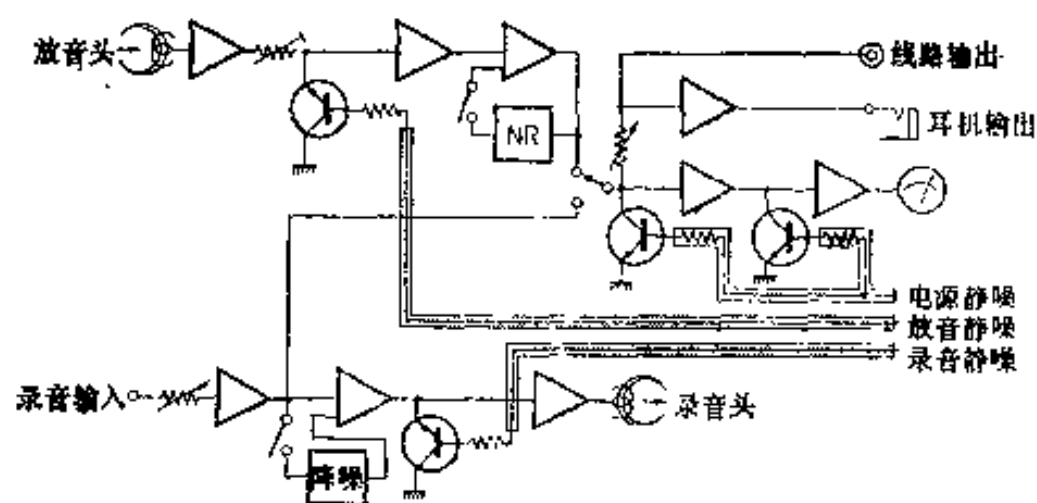 放音头
线路输出
耳机输出
NR
电源静噪
放音静噪
录音静噪
录音输入
录音头
降噪